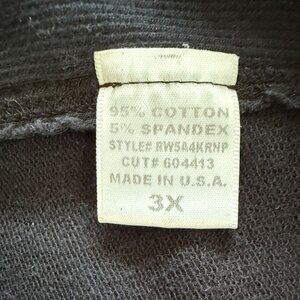 95% COTTON
5% SPANDEX
STYLE# RW5A4KRNP
CUT# 604413
MADE IN U.S.A.
3X